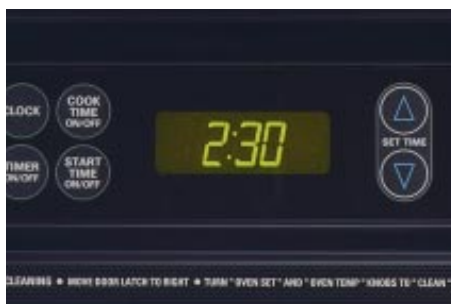 CLOCK
COOK
TIME
ON/OFF
2:30
SET TIME
TIMER
ON/OFF
START
TIME
ON/OFF
CLEANING • MOVE DOOR LATCH TO RIGHT • TURN "OVEN SET" AND "OVEN TEMP" KNOBS TO "CLEAN"